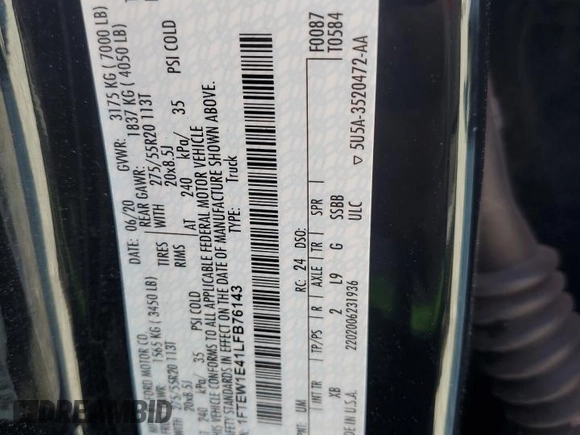 FORD MOTOR CO.
DATE: 06/20 GVWR: 3175 KG ( 7000 LB)
GAWR: 1565 KG ( 3450 LB) REAR GAWR: 1837 KG ( 4050 LB)
275/55R20 113T TIRES WITH 275/55R20 113T
20x8.5J RIMS 20x8.5J
240 kPa/ 35 PSI COLD AT 240 kPa/ 35 PSI COLD
THIS VEHICLE CONFORMS TO ALL APPLICABLE FEDERAL MOTOR VEHICLE
SAFETY STANDARDS IN EFFECT ON THE DATE OF MANUFACTURE SHOWN ABOVE.
1FTEW1E41LFB76143 TYPE: Truck
F0087
T0584
UM RC: 24 DSO:
INT TR TP/PS R AXLE TR SPR
XB 2 L9 G SSBB
MADE IN U.S.A. 2202006231936 ULC
5U5A-3520472-AA
DREAMBID